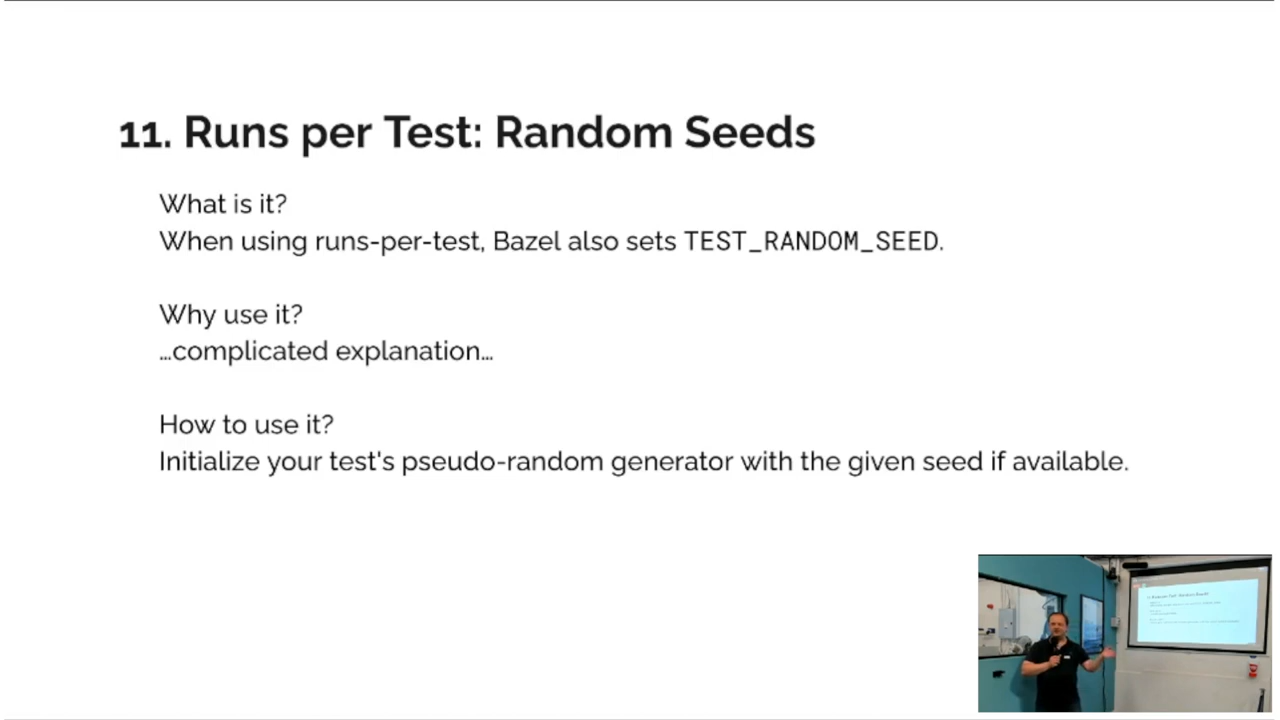 11. Runs per Test: Random Seeds
What is it?
When using runs-per-test, Bazel also sets TEST_RANDOM_SEED.
Why use it?
…complicated explanation…
How to use it?
Initialize your test's pseudo-random generator with the given seed if available.